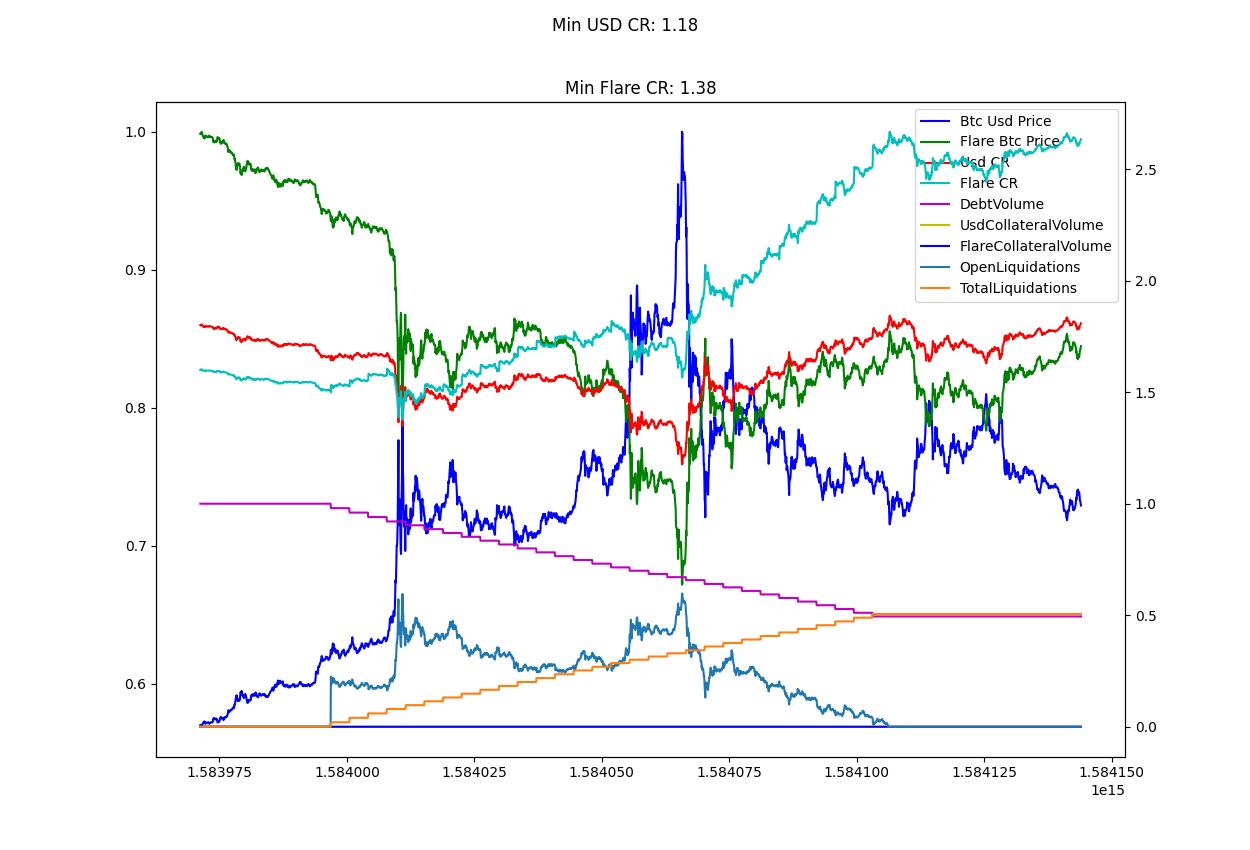 Min USD CR: 1.18
Min Flare CR: 1.38
1.0
0.9
0.8
0.7
0.6
Btc Usd Price
Flare Btc Price
Usd CR
Flare CR
DebtVolume
UsdCollateralVolume
FlareCollateralVolume
OpenLiquidations
TotalLiquidations
2.5
2.0
1.5
1.0
0.5
0.0
1.583975
1.584000
1.584025
1.584050
1.584075
1.584100
1.584125
1.584150
1e15